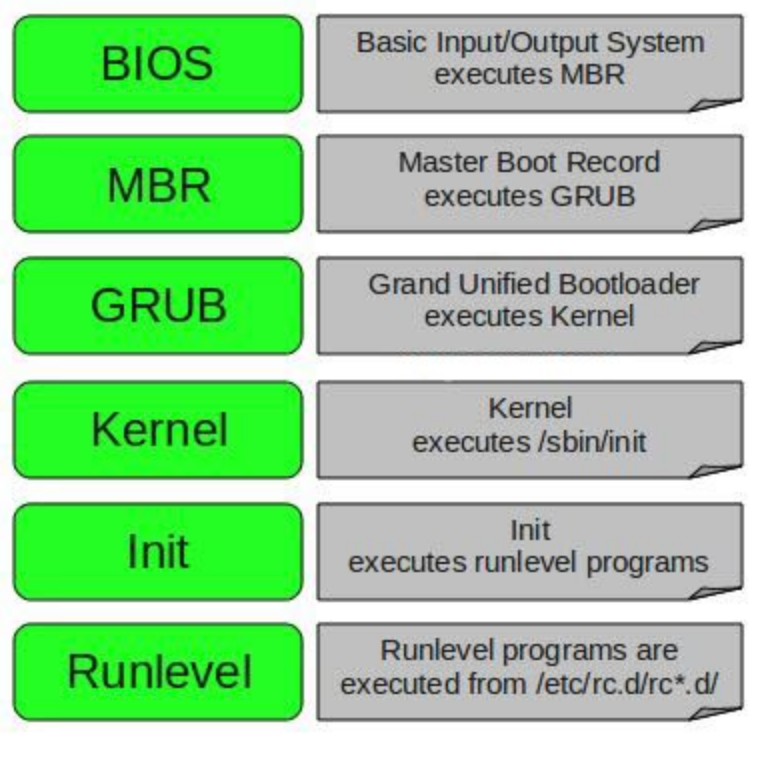 BIOS
Basic Input/Output System
executes MBR
MBR
Master Boot Record
executes GRUB
GRUB
Grand Unified Bootloader
executes Kernel
Kernel
Kernel
executes /sbin/init
Init
Init
executes runlevel programs
Runlevel
Runlevel programs are
executed from /etc/rc.d/rc*.d/